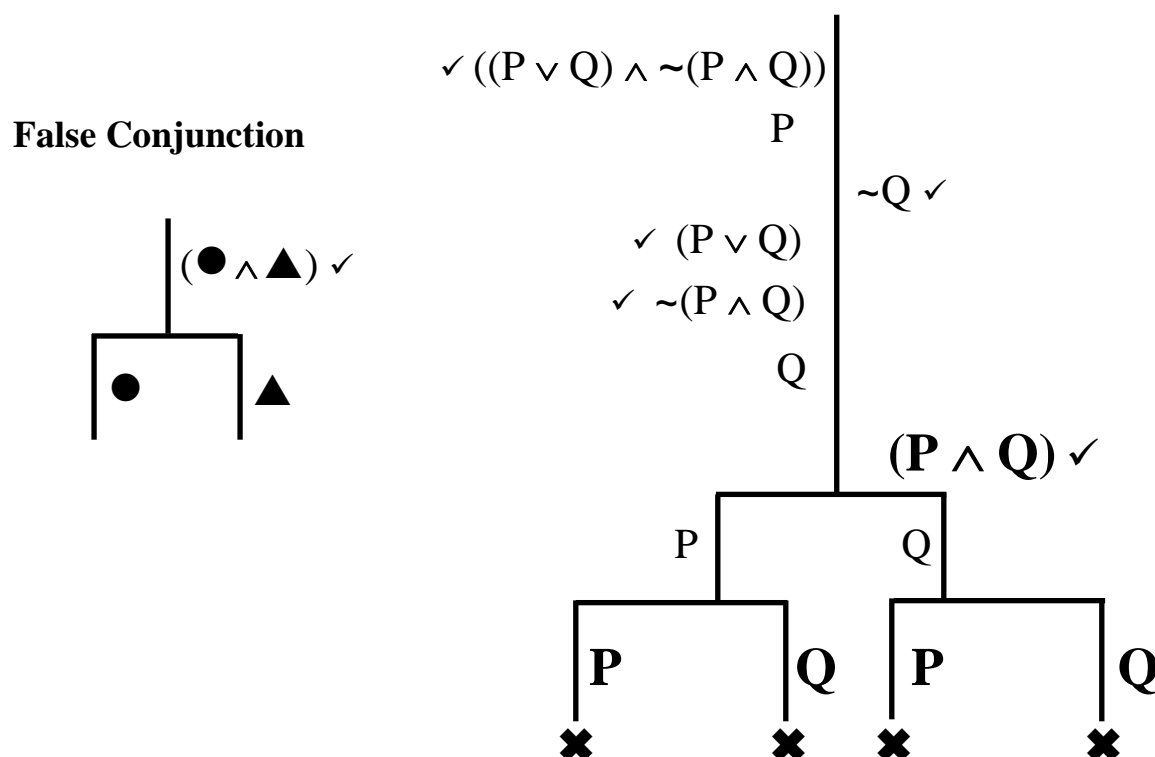 ✓ ((P ∨ Q) ∧ ~(P ∧ Q))
False Conjunction
P
~Q ✓
✓ (P ∨ Q)
(● ∧ ▲) ✓
✓ ~(P ∧ Q)
Q
● ▲
(P ∧ Q) ✓
P Q
P Q P Q
✖ ✖ ✖ ✖